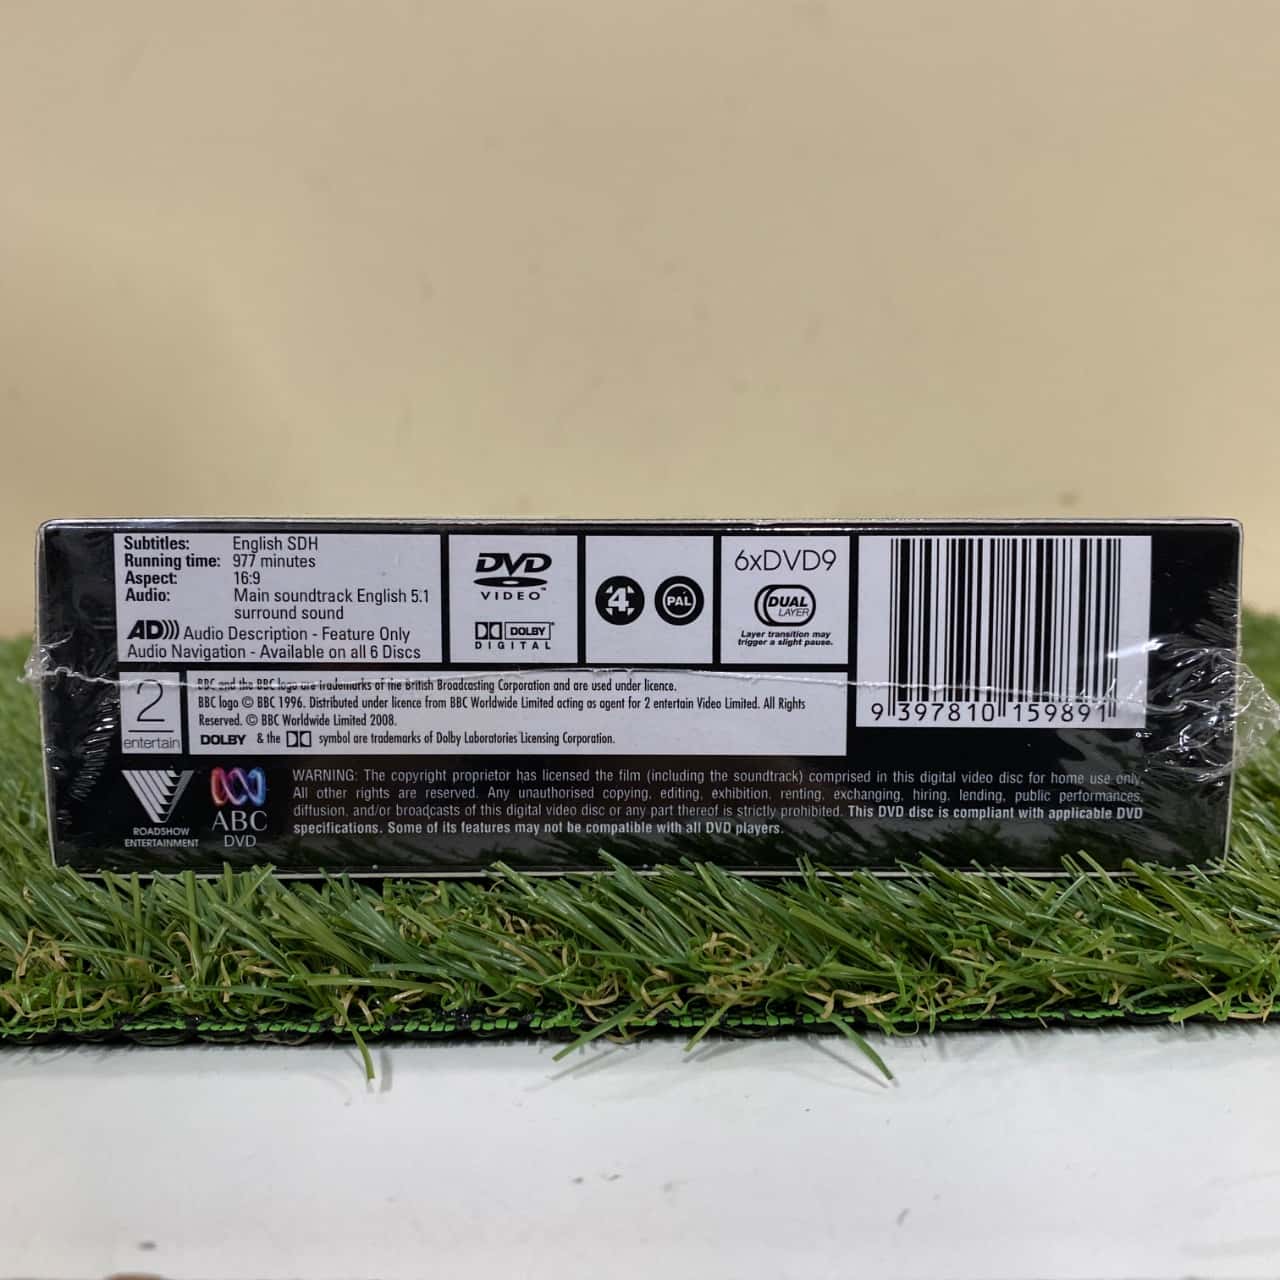 Subtitles: English SDH
Running time: 977 minutes
Aspect: 16:9
Audio: Main soundtrack English 5.1
surround sound
AD))) Audio Description - Feature Only
Audio Navigation - Available on all 6 Discs
DVD
VIDEO™
DOLBY
DIGITAL
4
PAL
6xDVD9
DUAL
LAYER
Layer transition may
trigger a slight pause.
9 397810 159891
2
entertain
BBC and the BBC logo are trademarks of the British Broadcasting Corporation and are used under licence.
BBC logo © BBC 1996. Distributed under licence from BBC Worldwide Limited acting as agent for 2 entertain Video Limited. All Rights
Reserved. © BBC Worldwide Limited 2008.
DOLBY & the symbol are trademarks of Dolby Laboratories Licensing Corporation.
ROADSHOW
ENTERTAINMENT
ABC
DVD
WARNING: The copyright proprietor has licensed the film (including the soundtrack) comprised in this digital video disc for home use only.
All other rights are reserved. Any unauthorised copying, editing, exhibition, renting, exchanging, hiring, lending, public performances,
diffusion, and/or broadcasts of this digital video disc or any part thereof is strictly prohibited. This DVD disc is compliant with applicable DVD
specifications. Some of its features may not be compatible with all DVD players.